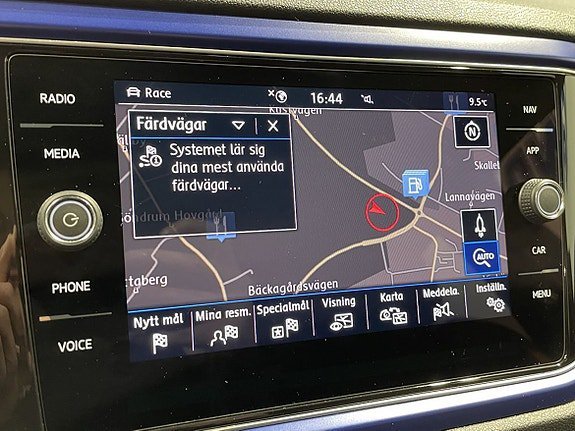 RADIO
MEDIA
PHONE
VOICE
Race
16:44
9.5°C
Färdvägar
Systemet lär sig
dina mest använda
färdvägar...
N
Skallet
Lannavägen
AUTO
Hovgård
Bäckagårdsvägen
Nytt mål
Mina resm.
Specialmål
Visning
Karta
Meddela.
Inställn.
NAV
APP
CAR
MENU